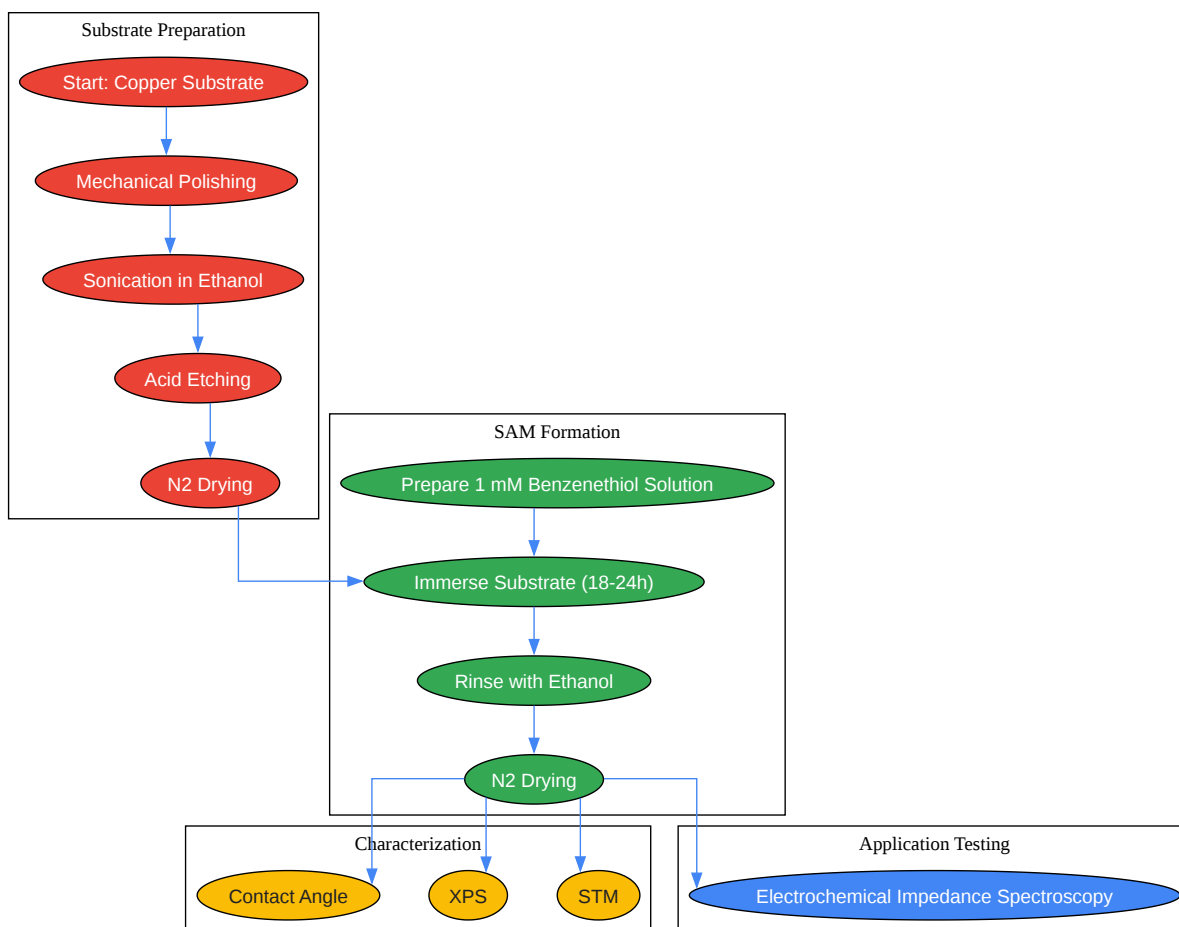 Substrate Preparation
Start: Copper Substrate
Mechanical Polishing
Sonication in Ethanol
Acid Etching
N2 Drying
SAM Formation
Prepare 1 mM Benzenethiol Solution
Immerse Substrate (18-24h)
Rinse with Ethanol
N2 Drying
Characterization
Contact Angle
XPS
STM
Application Testing
Electrochemical Impedance Spectroscopy